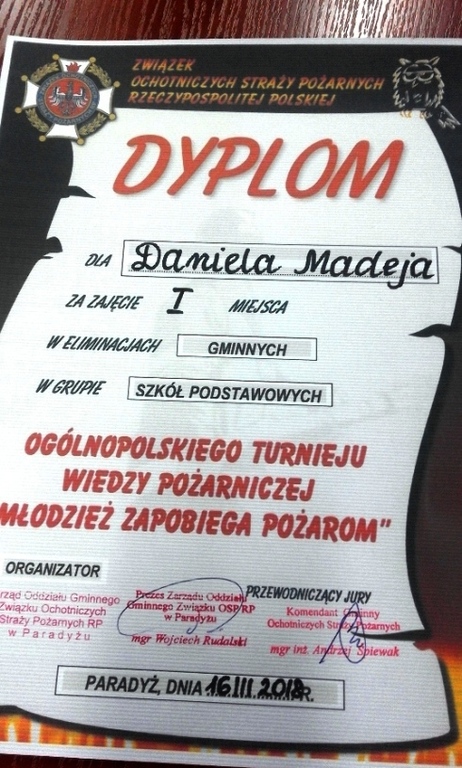 ZWIĄZEK
OCHOTNICZYCH STRAŻY POŻARNYCH
RZECZYPOSPOLITEJ POLSKIEJ
DYPLOM
DLA Daniela Madeja
ZA ZAJĘCIE I MIEJSCA
W ELIMINACJACH GMINNYCH
W GRUPIE SZKÓŁ PODSTAWOWYCH
OGÓLNOPOLSKIEGO TURNIEJU
WIEDZY POŻARNICZEJ
MŁODZIEŻ ZAPOBIEGA POŻAROM"
ORGANIZATOR
rząd Oddziału Gminnego
Związku Ochotniczych
Straży Pożarnych RP
w Paradyżu
Prezes Zarządu Oddziału
Gminnego Związku OSP RP
w Paradyżu
mgr Wojciech Rudalski
PRZEWODNICZĄCY JURY
Komendant Gminny
Ochotniczych Straży Pożarnych
mgr inż. Andrzej Śpiewak
PARADYŻ, DNIA 16.III.2018 R.